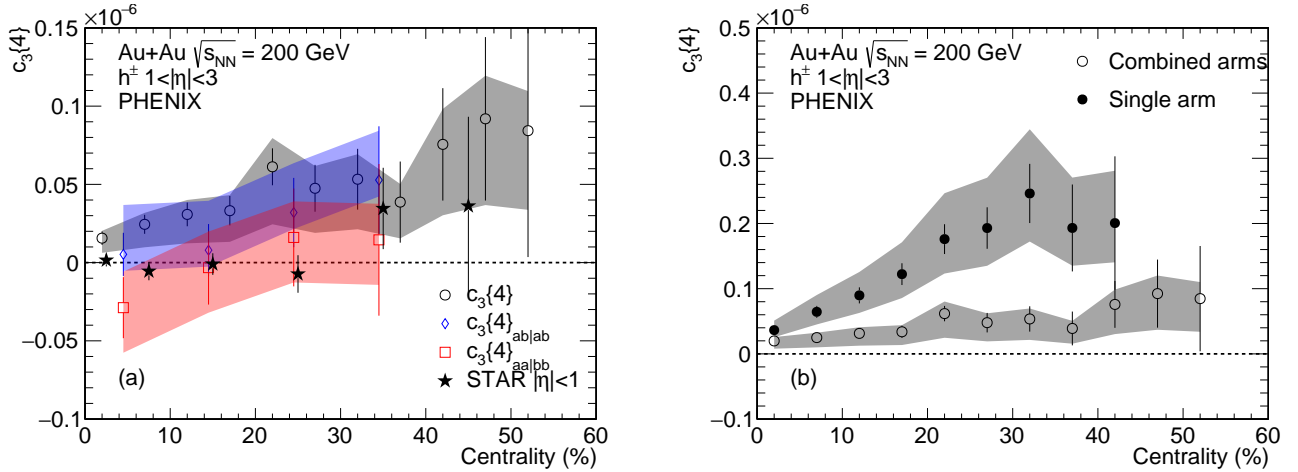 ×10⁻⁶
c₃{4}
0.15
0.1
0.05
0
−0.05
−0.1
Au+Au √sNN = 200 GeV
h± 1<|η|<3
PHENIX
c₃{4}
c₃{4}ab|ab
c₃{4}aa|bb
STAR |η|<1
(a)
0 10 20 30 40 50 60
Centrality (%)
×10⁻⁶
c₃{4}
0.5
0.4
0.3
0.2
0.1
0
−0.1
Au+Au √sNN = 200 GeV
h± 1<|η|<3
PHENIX
Combined arms
Single arm
(b)
0 10 20 30 40 50 60
Centrality (%)